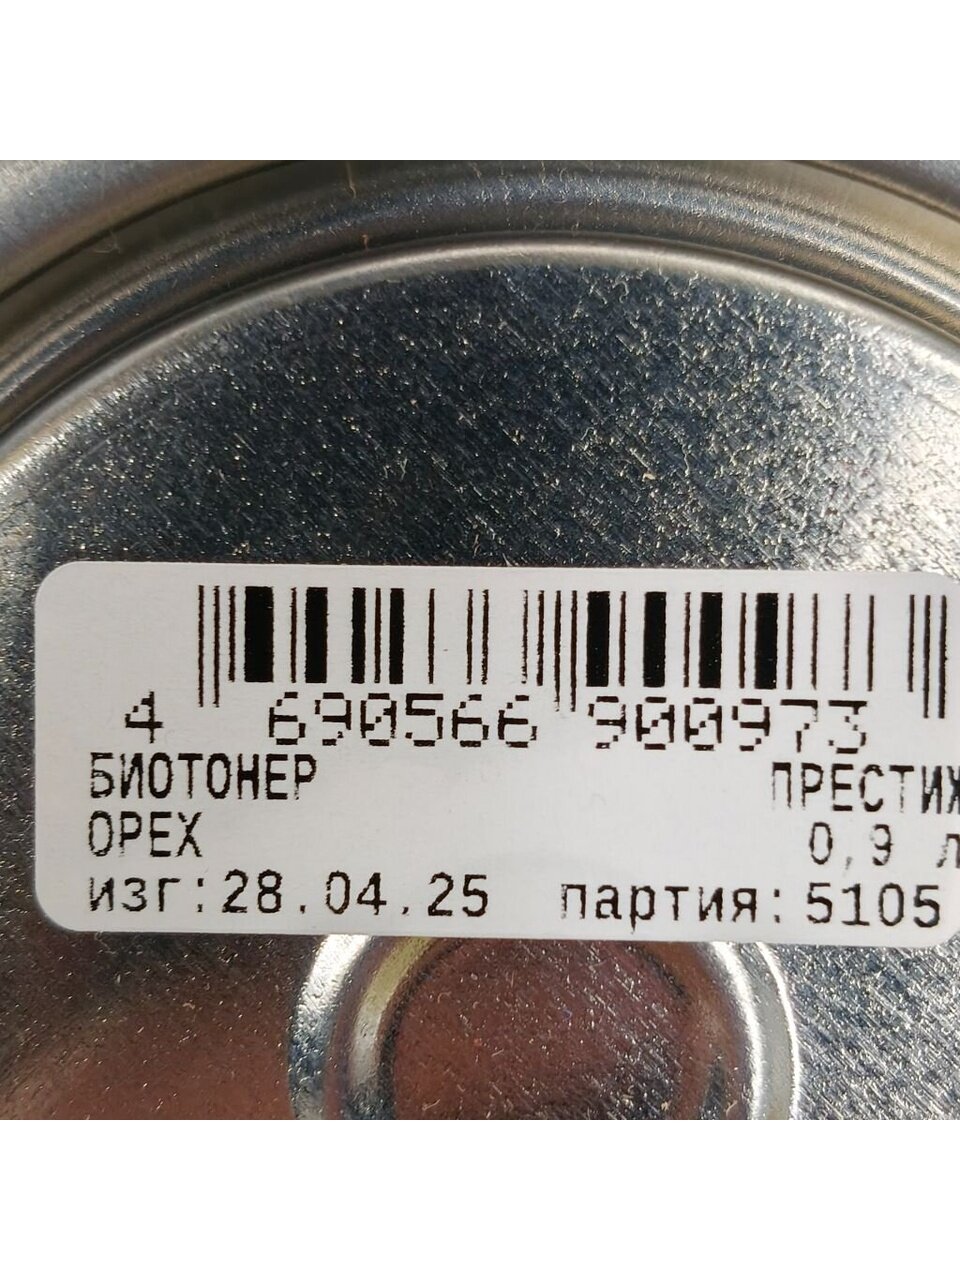 4 690566 900973
БИОТОНЕР ПРЕСТИЖ
ОРЕХ 0,9 л
изг:28.04.25 партия:5105